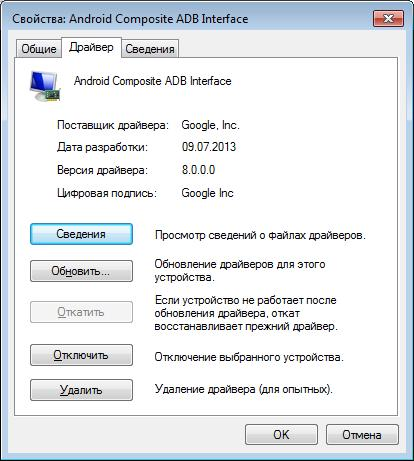 Свойства: Android Composite ADB Interface
Общие Драйвер Сведения
Android Composite ADB Interface
Поставщик драйвера: Google, Inc.
Дата разработки: 09.07.2013
Версия драйвера: 8.0.0.0
Цифровая подпись: Google Inc
Сведения
Просмотр сведений о файлах драйверов.
Обновить...
Обновление драйверов для этого
устройства.
Откатить
Если устройство не работает после
обновления драйвера, откат
восстанавливает прежний драйвер.
Отключить
Отключение выбранного устройства.
Удалить
Удаление драйвера (для опытных).
OK Отмена